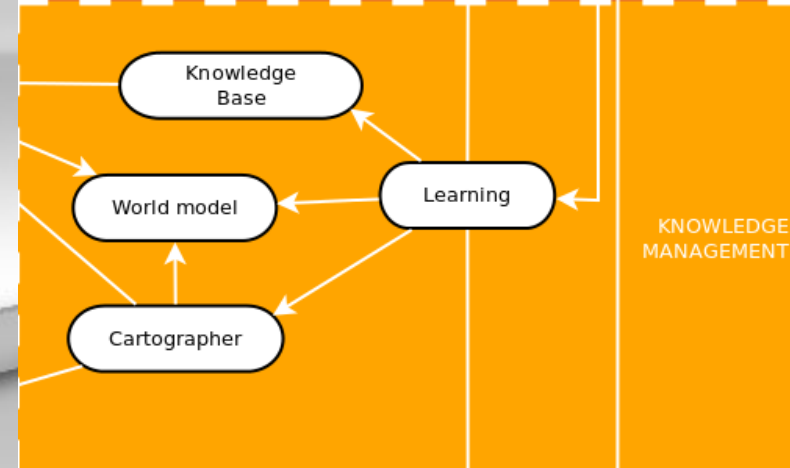 Knowledge
Base
World model
Learning
KNOWLEDGE
MANAGEMENT
Cartographer